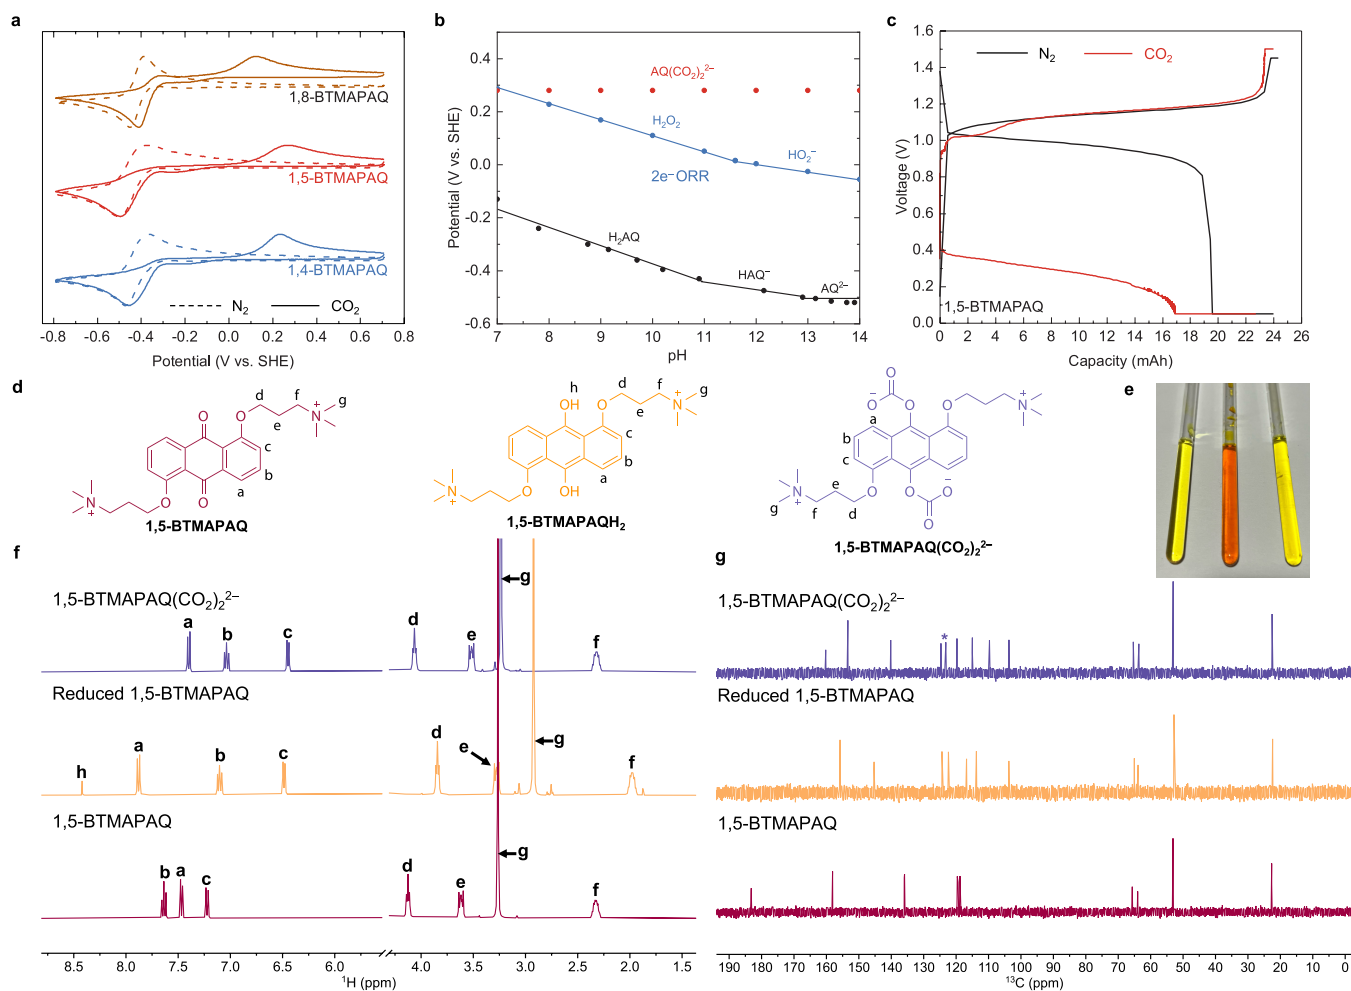 a
1,8-BTMAPAQ
1,5-BTMAPAQ
1,4-BTMAPAQ
N₂ CO₂
-0.8 -0.6 -0.4 -0.2 0.0 0.2 0.4 0.6 0.8
Potential (V vs. SHE)
b
Potential (V vs. SHE)
0.4
0.2
0.0
-0.2
-0.4
-0.6
AQ(CO₂)₂²⁻
H₂O₂
HO₂⁻
2e⁻ORR
H₂AQ
HAQ⁻
AQ²⁻
7 8 9 10 11 12 13 14
pH
c
Voltage (V)
1.6
1.4
1.2
1.0
0.8
0.6
0.4
0.2
0.0
N₂ CO₂
1,5-BTMAPAQ
0 2 4 6 8 10 12 14 16 18 20 22 24 26
Capacity (mAh)
d
O
O
O
O
N
+
N
+
d
e
f
g
c
b
a
1,5-BTMAPAQ
h
OH
OH
O
O
N
+
N
+
d
e
f
g
c
b
a
1,5-BTMAPAQH₂
O
O
-
O
O
O
O
-
O
O
N
+
N
+
a
b
c
d
e
f
g
1,5-BTMAPAQ(CO₂)₂²⁻
e
f
1,5-BTMAPAQ(CO₂)₂²⁻
a b c d e g f
Reduced 1,5-BTMAPAQ
h a b c d e g f
1,5-BTMAPAQ
b a c d e g f
8.5 8.0 7.5 7.0 6.5 6.0 4.0 3.5 3.0 2.5 2.0 1.5
¹H (ppm)
g
1,5-BTMAPAQ(CO₂)₂²⁻
*
Reduced 1,5-BTMAPAQ
1,5-BTMAPAQ
190 180 170 160 150 140 130 120 110 100 90 80 70 60 50 40 30 20 10 0
¹³C (ppm)